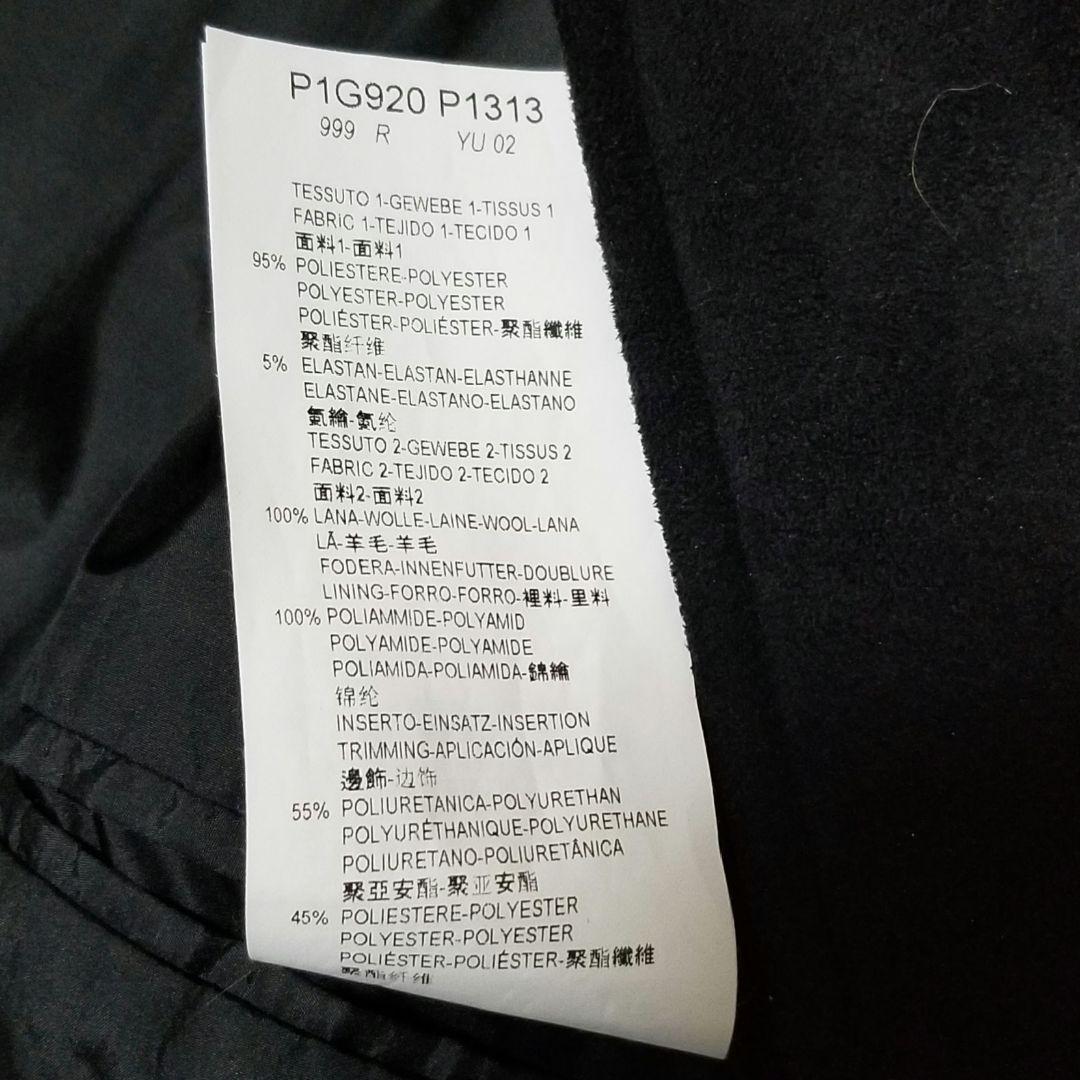 P1G920 P1313
999 R YU 02
TESSUTO 1-GEWEBE 1-TISSUS 1
FABRIC 1-TEJIDO 1-TECIDO 1
面料1-面料1
95% POLIESTERE-POLYESTER
POLYESTER-POLYESTER
POLIÉSTER-POLIÉSTER-聚酯纖維
聚酯纤维
5% ELASTAN-ELASTAN-ELASTHANNE
ELASTANE-ELASTANO-ELASTANO
氨綸-氨纶
TESSUTO 2-GEWEBE 2-TISSUS 2
FABRIC 2-TEJIDO 2-TECIDO 2
面料2-面料2
100% LANA-WOLLE-LAINE-WOOL-LANA
LÃ-羊毛-羊毛
FODERA-INNENFUTTER-DOUBLURE
LINING-FORRO-FORRO-裡料-里料
100% POLIAMMIDE-POLYAMID
POLYAMIDE-POLYAMIDE
POLIAMIDA-POLIAMIDA-錦綸
锦纶
INSERTO-EINSATZ-INSERTION
TRIMMING-APLICACIÓN-APLIQUE
邊飾-边饰
55% POLIURETANICA-POLYURETHAN
POLYURÉTHANIQUE-POLYURETHANE
POLIURETANO-POLIURETÂNICA
聚亞安酯-聚亚安酯
45% POLIESTERE-POLYESTER
POLYESTER-POLYESTER
POLIÉSTER-POLIÉSTER-聚酯纖維
聚酯纤维